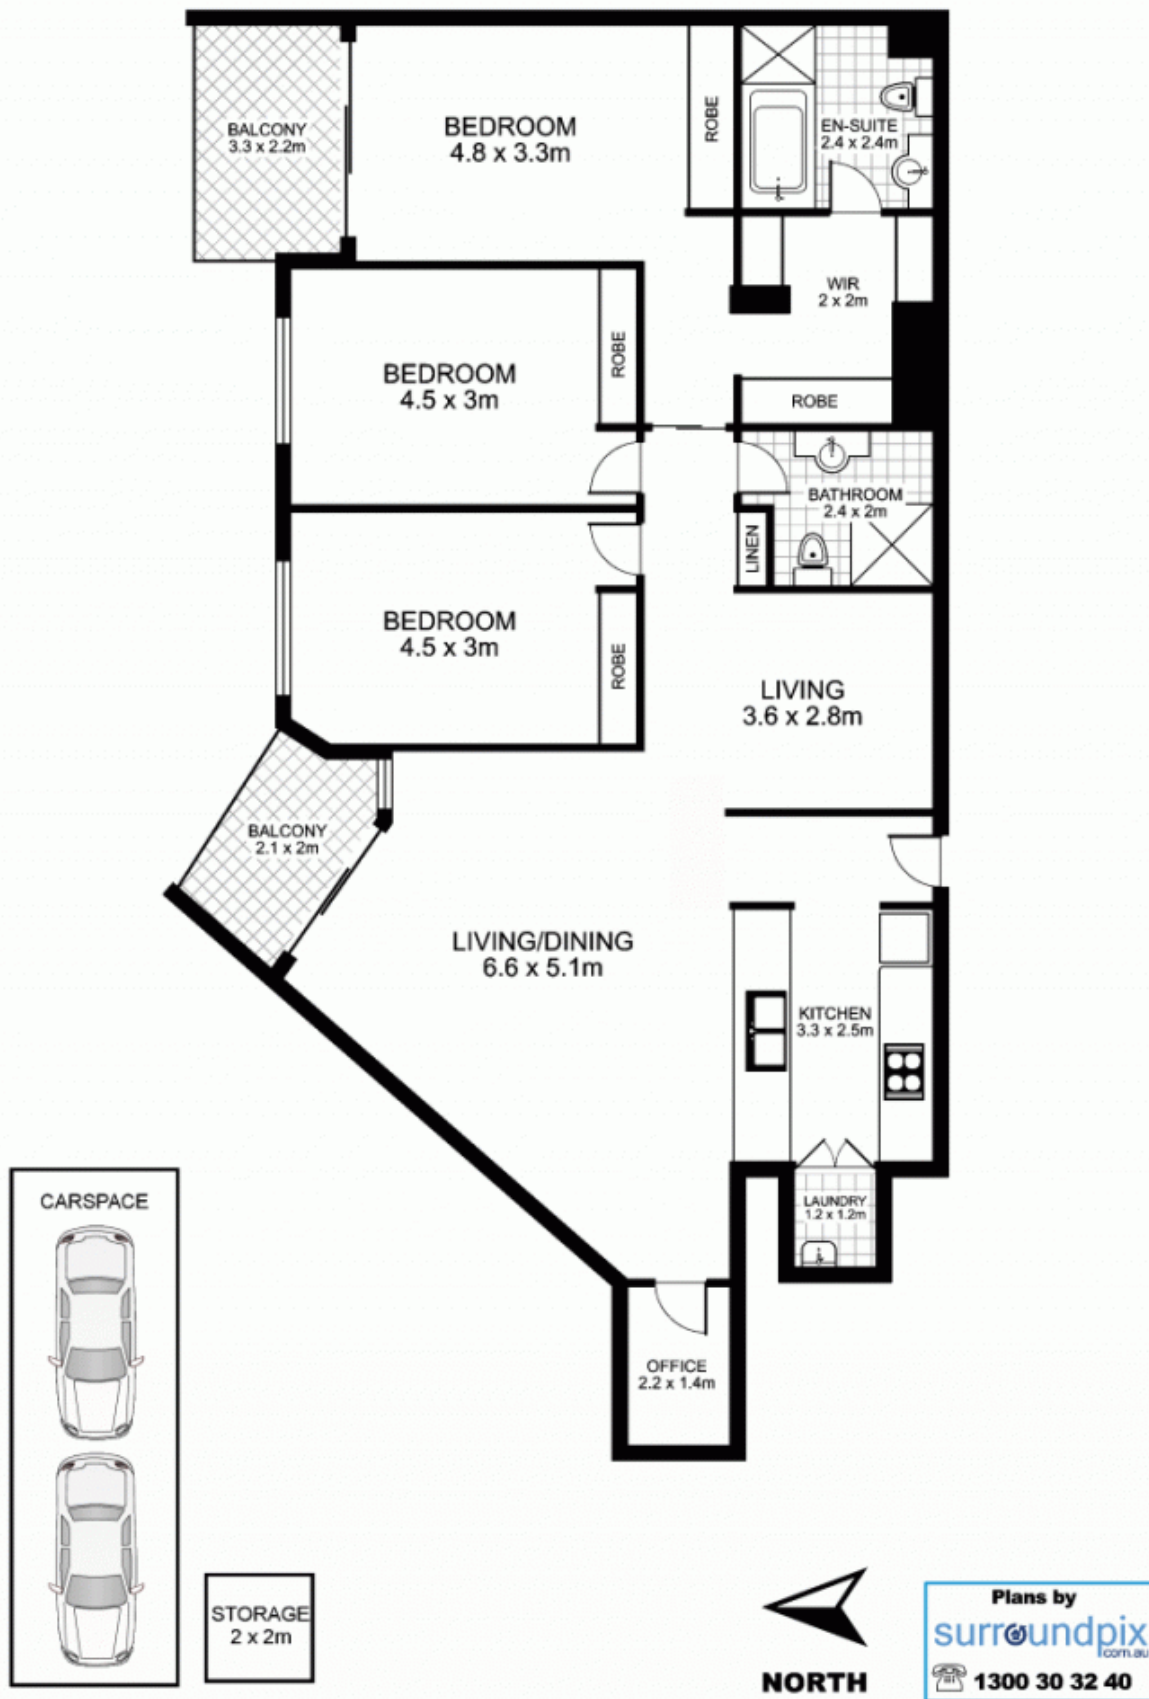 BALCONY
3.3 x 2.2m
BEDROOM
4.8 x 3.3m
ROBE
EN-SUITE
2.4 x 2.4m
WIR
2 x 2m
BEDROOM
4.5 x 3m
ROBE
ROBE
BATHROOM
2.4 x 2m
LINEN
BEDROOM
4.5 x 3m
ROBE
LIVING
3.6 x 2.8m
BALCONY
2.1 x 2m
LIVING/DINING
6.6 x 5.1m
KITCHEN
3.3 x 2.5m
LAUNDRY
1.2 x 1.2m
CARSPACE
OFFICE
2.2 x 1.4m
STORAGE
2 x 2m
NORTH
Plans by
surroundpix
com.au
1300 30 32 40